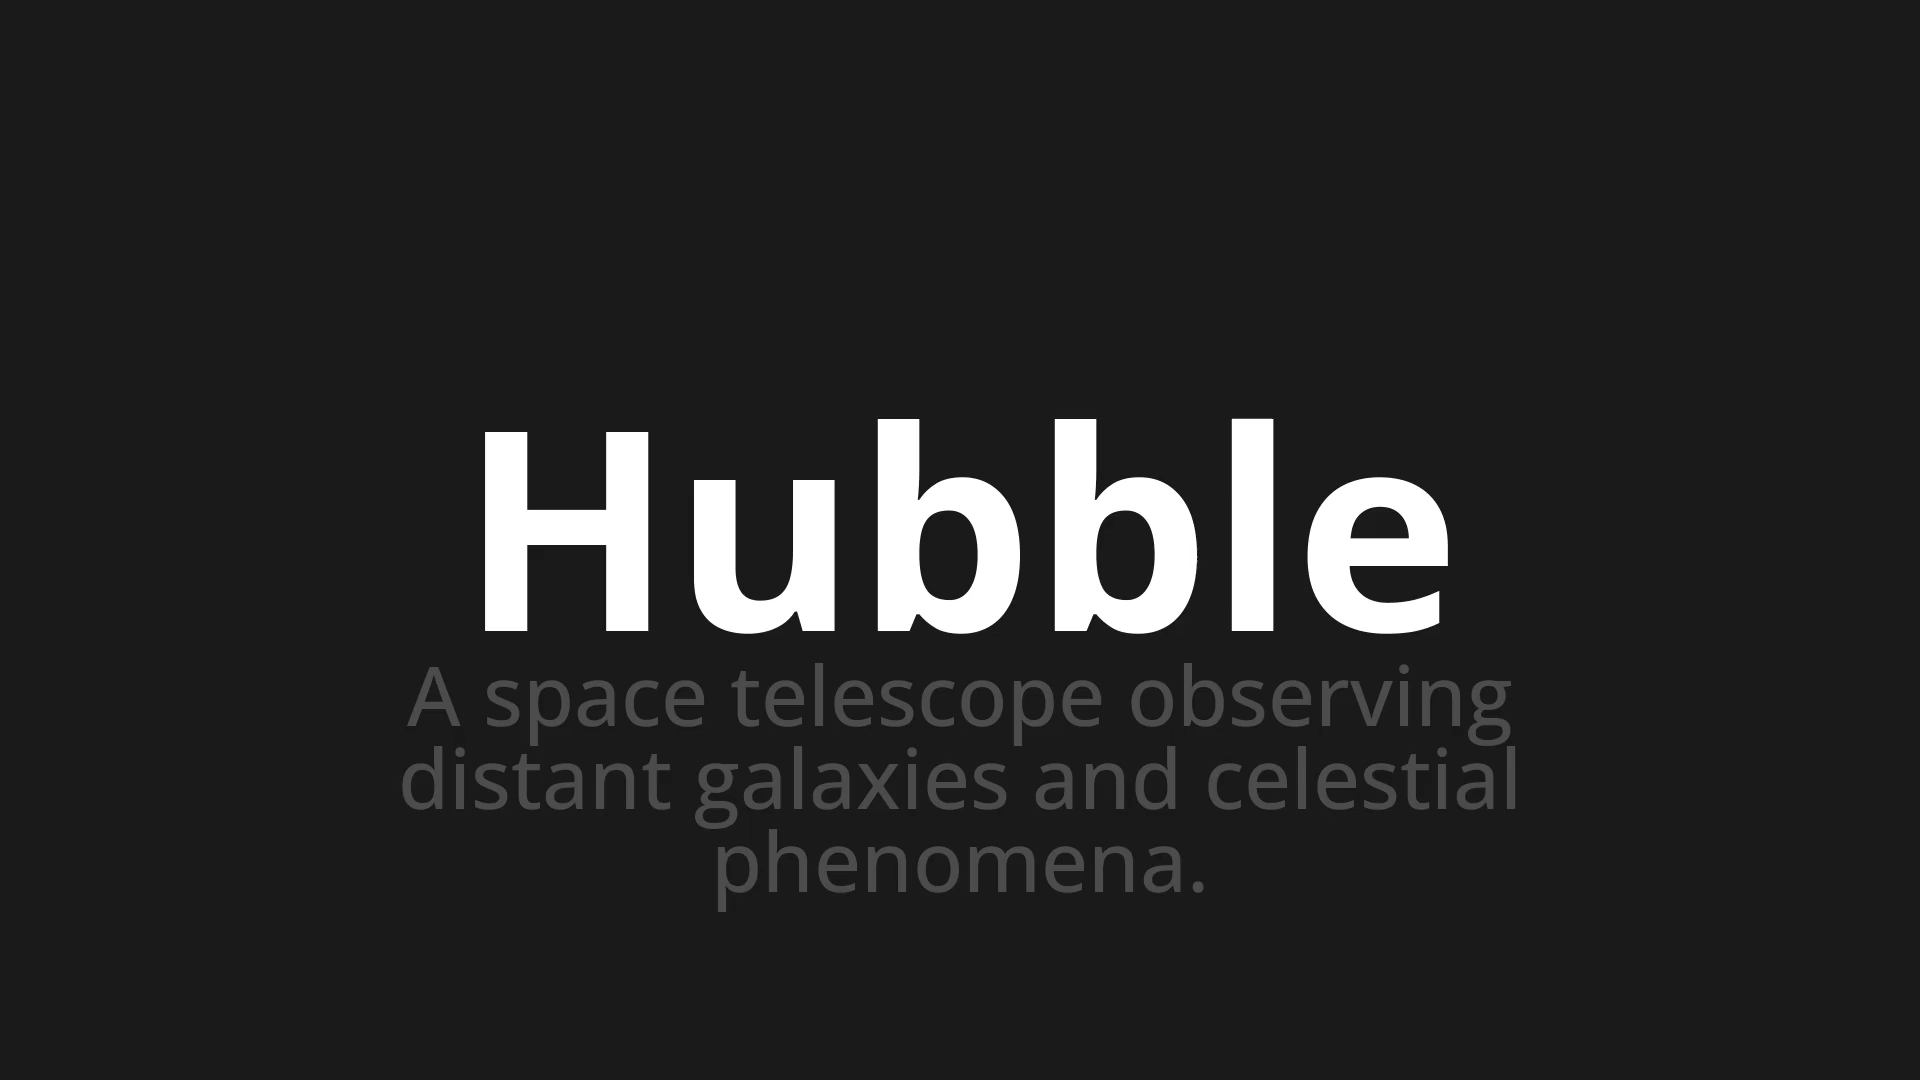 Hubble
A space telescope observing
distant galaxies and celestial
phenomena.